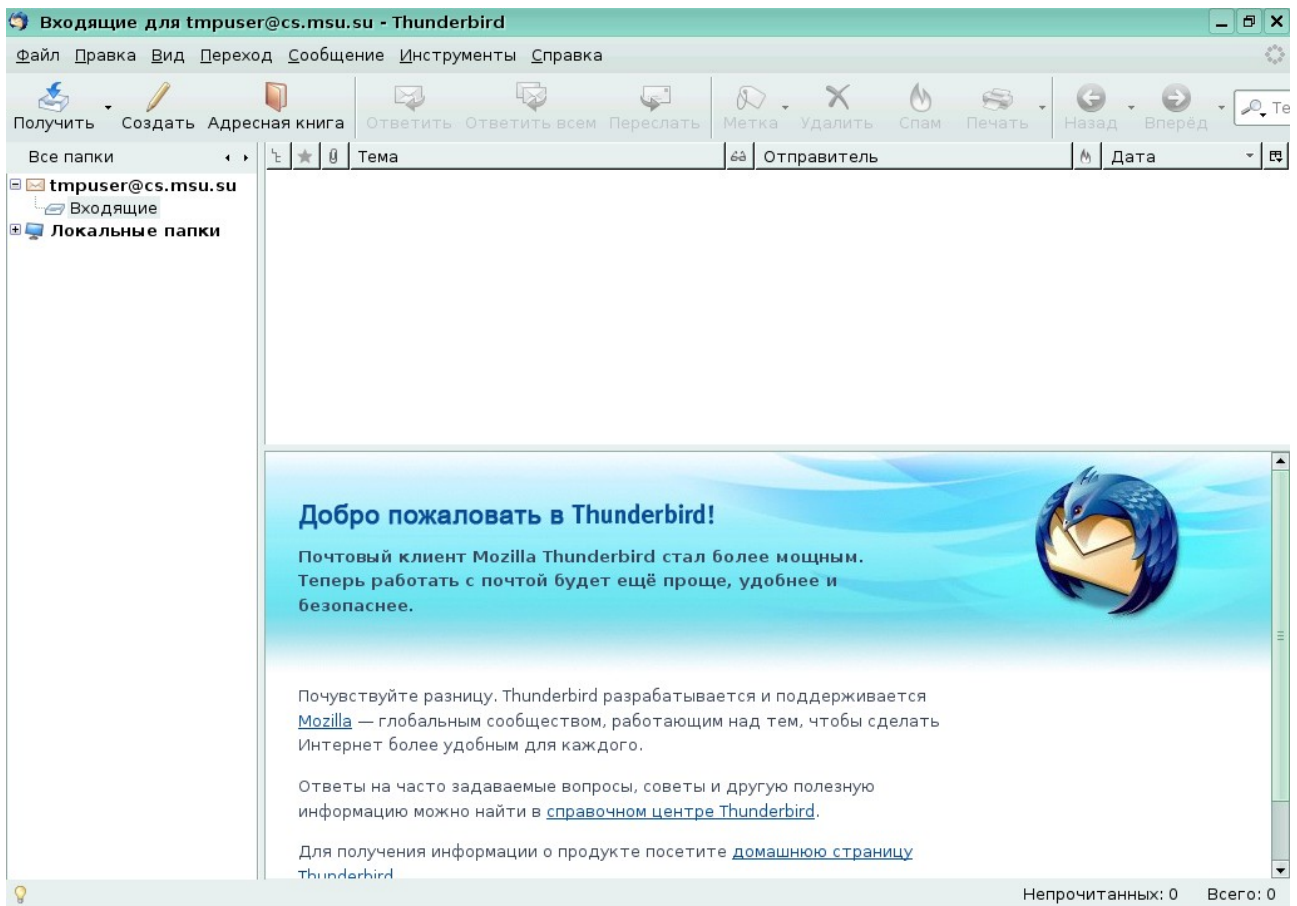 Входящие для tmpuser@cs.msu.su - Thunderbird
Файл Правка Вид Переход Сообщение Инструменты Справка
Получить Создать Адресная книга Ответить Ответить всем Переслать Метка Удалить Спам Печать Назад Вперёд Те
Все папки Тема Отправитель Дата
tmpuser@cs.msu.su
Входящие
Локальные папки
Добро пожаловать в Thunderbird!
Почтовый клиент Mozilla Thunderbird стал более мощным.
Теперь работать с почтой будет ещё проще, удобнее и
безопаснее.
Почувствуйте разницу. Thunderbird разрабатывается и поддерживается
Mozilla — глобальным сообществом, работающим над тем, чтобы сделать
Интернет более удобным для каждого.
Ответы на часто задаваемые вопросы, советы и другую полезную
информацию можно найти в справочном центре Thunderbird.
Для получения информации о продукте посетите домашнюю страницу
Thunderbird
Непрочитанных: 0 Всего: 0